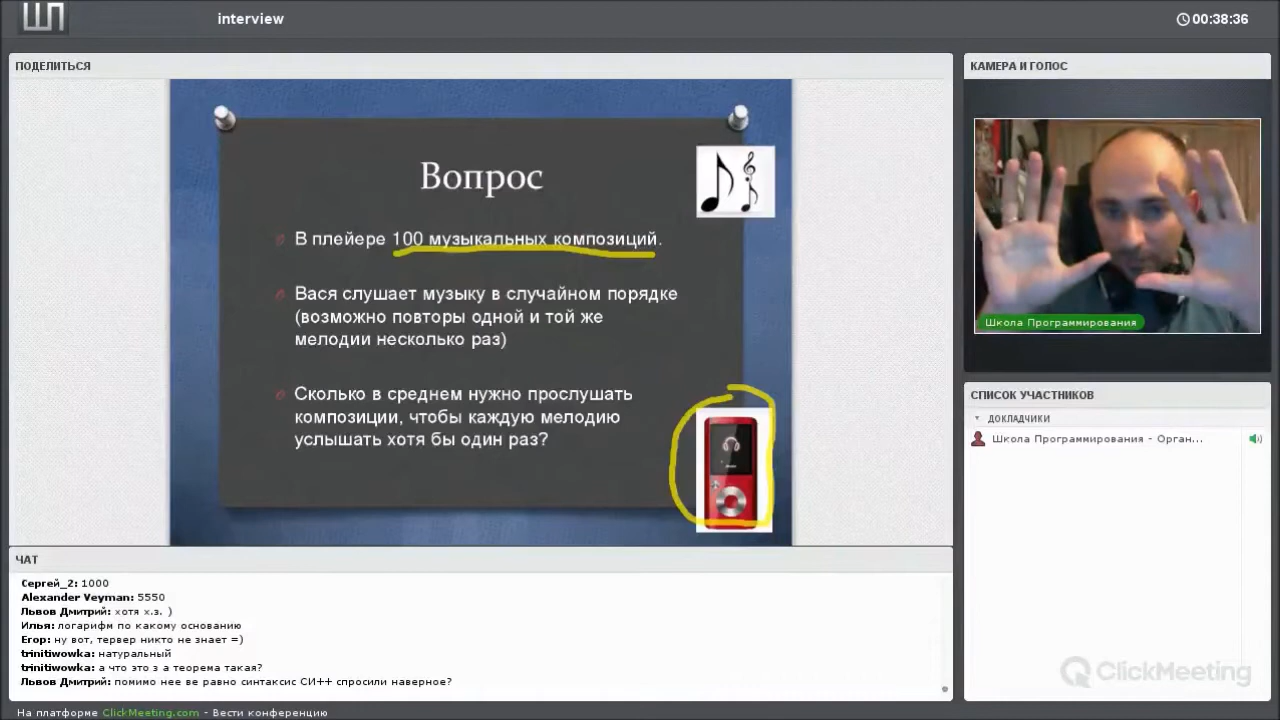 ШП
interview
00:38:36
ПОДЕЛИТЬСЯ
Вопрос
В плейере 100 музыкальных композиций.
Вася слушает музыку в случайном порядке
(возможно повторы одной и той же
мелодии несколько раз)
Сколько в среднем нужно прослушать
композиции, чтобы каждую мелодию
услышать хотя бы один раз?
КАМЕРА И ГОЛОС
Школа Программирования
СПИСОК УЧАСТНИКОВ
ДОКЛАДЧИКИ
Школа Программирования - Орган...
ЧАТ
Сергей_2: 1000
Alexander Veyman: 5550
Львов Дмитрий: хотя х.з. )
Илья: логарифм по какому основанию
Егор: ну вот, тервер никто не знает =)
trinitiwowka: натуральный
trinitiwowka: а что это з а теорема такая?
Львов Дмитрий: помимо нее ве равно синтаксис СИ++ спросили наверное?
ClickMeeting
На платформе ClickMeeting.com - Вести конференцию